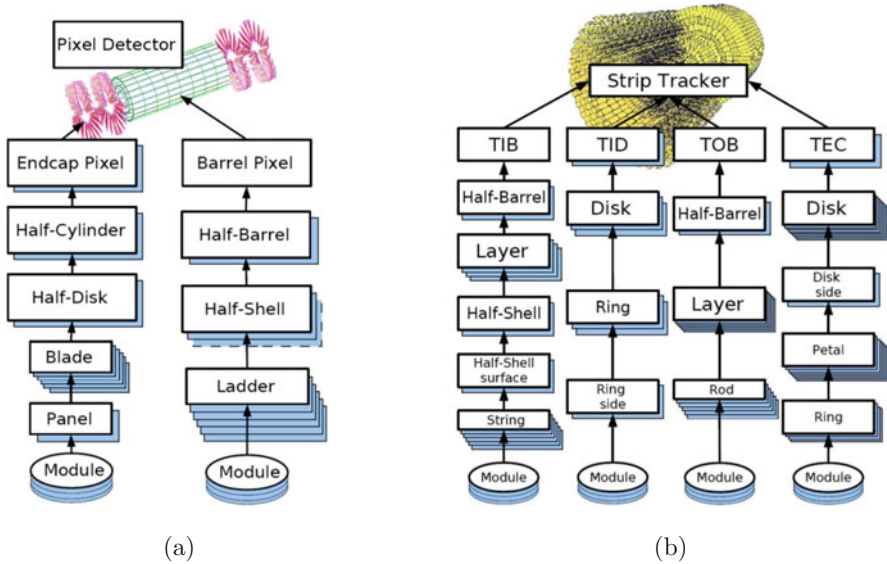 Pixel Detector
Endcap Pixel
Half-Cylinder
Half-Disk
Blade
Panel
Module
Barrel Pixel
Half-Barrel
Half-Shell
Ladder
Module
(a)
Strip Tracker
TIB
Half-Barrel
Layer
Half-Shell
Half-Shell
surface
String
Module
TID
Disk
Ring
Ring
side
Module
TOB
Half-Barrel
Layer
Rod
Module
TEC
Disk
Disk
side
Petal
Ring
Module
(b)